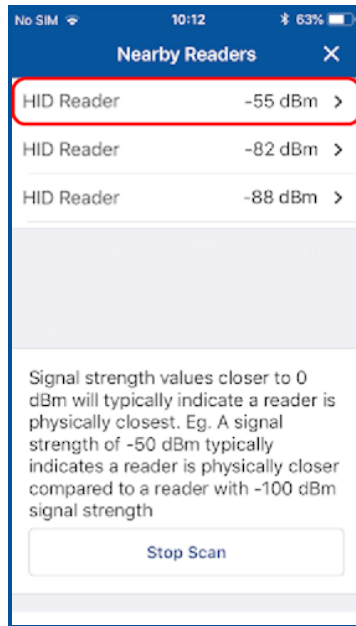 No SIM 10:12 63%
Nearby Readers ×
HID Reader -55 dBm >
HID Reader -82 dBm >
HID Reader -88 dBm >
Signal strength values closer to 0
dBm will typically indicate a reader is
physically closest. Eg. A signal
strength of -50 dBm typically
indicates a reader is physically closer
compared to a reader with -100 dBm
signal strength
Stop Scan